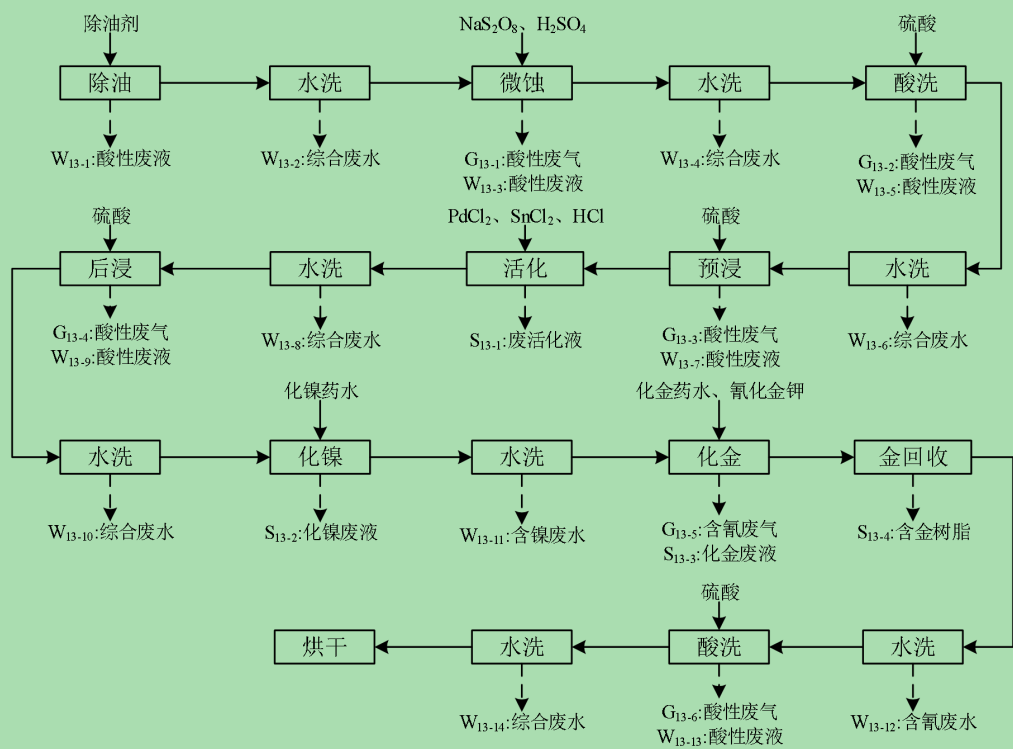 除油剂
NaS₂O₈、H₂SO₄
硫酸
除油
水洗
微蚀
水洗
酸洗
W₁₃₋₁:酸性废液
W₁₃₋₂:综合废水
G₁₃₋₁:酸性废气
W₁₃₋₃:酸性废液
W₁₃₋₄:综合废水
G₁₃₋₂:酸性废气
W₁₃₋₅:酸性废液
硫酸
PdCl₂、SnCl₂、HCl
硫酸
后浸
水洗
活化
预浸
水洗
G₁₃₋₄:酸性废气
W₁₃₋₉:酸性废液
W₁₃₋₈:综合废水
S₁₃₋₁:废活化液
G₁₃₋₃:酸性废气
W₁₃₋₇:酸性废液
W₁₃₋₆:综合废水
化镍药水
化金药水、氰化金钾
水洗
化镍
水洗
化金
金回收
W₁₃₋₁₀:综合废水
S₁₃₋₂:化镍废液
W₁₃₋₁₁:含镍废水
G₁₃₋₅:含氰废气
S₁₃₋₃:化金废液
S₁₃₋₄:含金树脂
硫酸
烘干
水洗
酸洗
水洗
W₁₃₋₁₄:综合废水
G₁₃₋₆:酸性废气
W₁₃₋₁₃:酸性废液
W₁₃₋₁₂:含氰废水